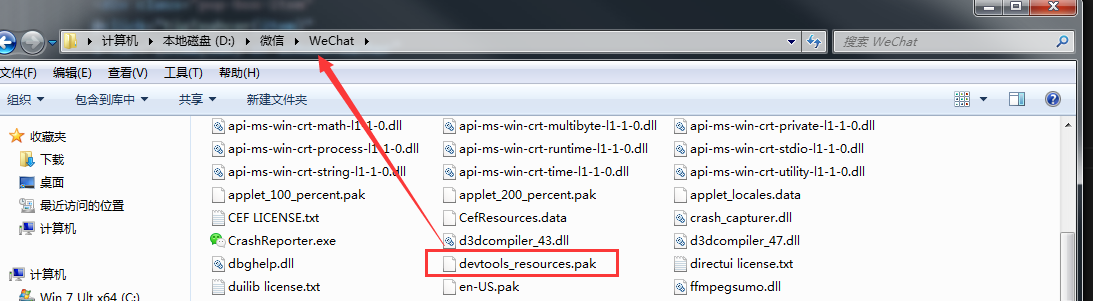 计算机 ▸ 本地磁盘 (D:) ▸ 微信 ▸ WeChat ▸
搜索 WeChat
文件(F) 编辑(E) 查看(V) 工具(T) 帮助(H)
组织 包含到库中 共享 新建文件夹
收藏夹
下载
桌面
最近访问的位置
计算机
计算机
Win 7 Ult x64 (C:)
api-ms-win-crt-math-l1-1-0.dll api-ms-win-crt-multibyte-l1-1-0.dll api-ms-win-crt-private-l1-1-0.dll
api-ms-win-crt-process-l1-1-0.dll api-ms-win-crt-runtime-l1-1-0.dll api-ms-win-crt-stdio-l1-1-0.dll
api-ms-win-crt-string-l1-1-0.dll api-ms-win-crt-time-l1-1-0.dll api-ms-win-crt-utility-l1-1-0.dll
applet_100_percent.pak applet_200_percent.pak applet_locales.data
CEF LICENSE.txt CefResources.data crash_capturer.dll
CrashReporter.exe d3dcompiler_43.dll d3dcompiler_47.dll
dbghelp.dll devtools_resources.pak directui license.txt
duilib license.txt en-US.pak ffmpegsumo.dll